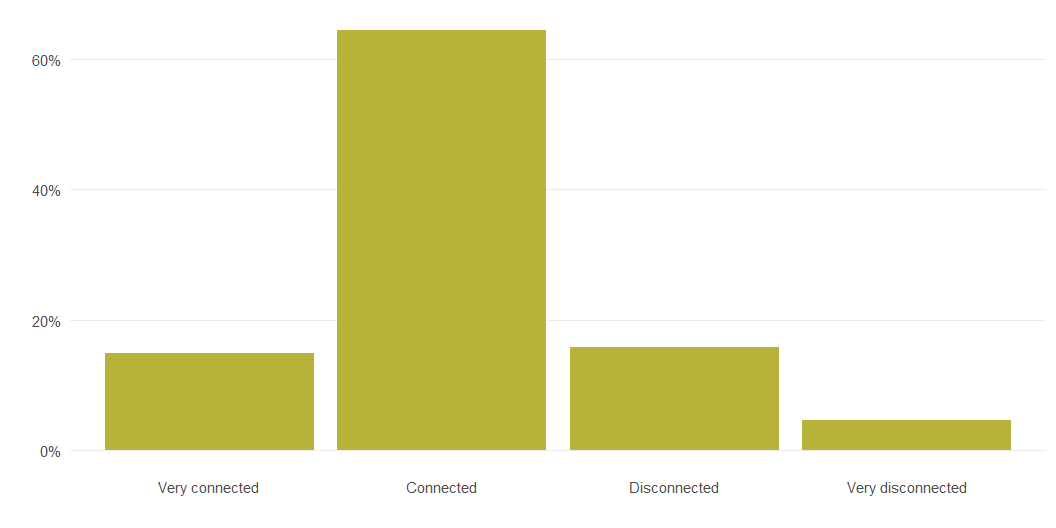 60%
40%
20%
0%
Very connected
Connected
Disconnected
Very disconnected